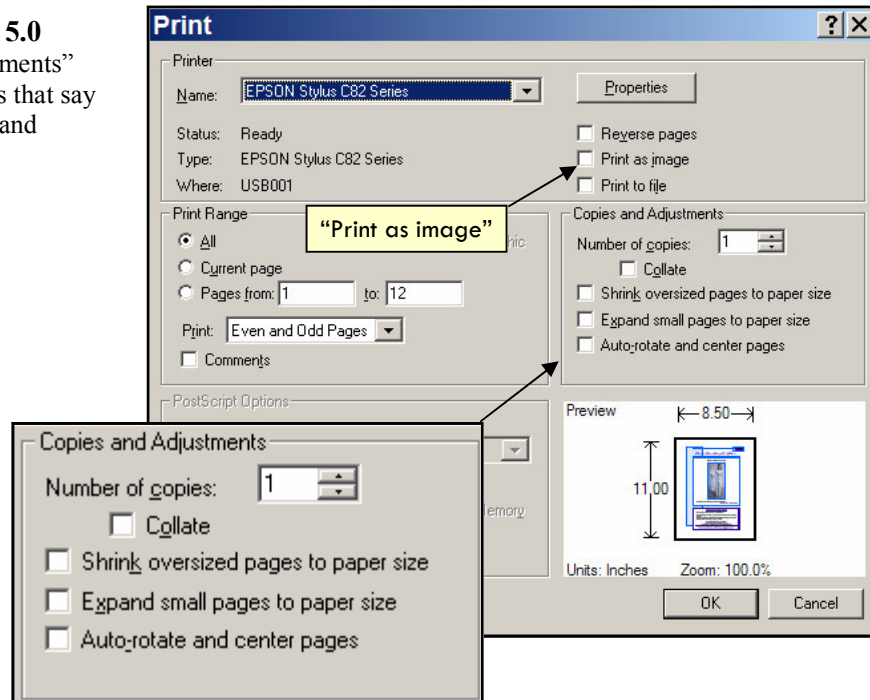 5.0
ments”
s that say
and
Print
Printer
Name: EPSON Stylus C82 Series
Properties
Status: Ready
Type: EPSON Stylus C82 Series
Where: USB001
Reverse pages
Print as image
Print to file
“Print as image”
Print Range
All
hic
Current page
Pages from: 1 to: 12
Print: Even and Odd Pages
Comments
Copies and Adjustments
Number of copies: 1
Collate
Shrink oversized pages to paper size
Expand small pages to paper size
Auto-rotate and center pages
PostScript Options
emory
Preview
8.50
11.00
Units: Inches Zoom: 100.0%
OK Cancel
Copies and Adjustments
Number of copies: 1
Collate
Shrink oversized pages to paper size
Expand small pages to paper size
Auto-rotate and center pages